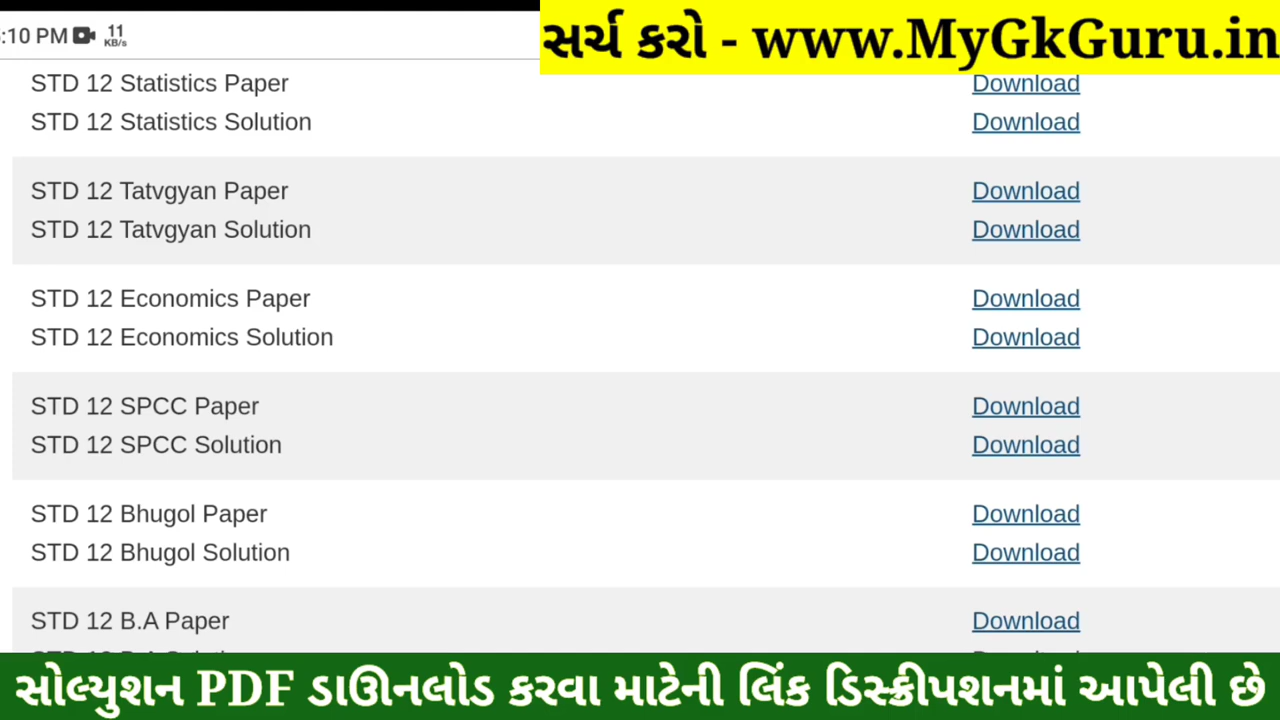 :10 PM 11 KB/s
સર્ચ કરો - www.MyGkGuru.in
STD 12 Statistics Paper Download
STD 12 Statistics Solution Download
STD 12 Tatvgyan Paper Download
STD 12 Tatvgyan Solution Download
STD 12 Economics Paper Download
STD 12 Economics Solution Download
STD 12 SPCC Paper Download
STD 12 SPCC Solution Download
STD 12 Bhugol Paper Download
STD 12 Bhugol Solution Download
STD 12 B.A Paper Download
સોલ્યુશન PDF ડાઊનલોડ કરવા માટેની લિંક ડિસ્ક્રીપશનમાં આપેલી છે